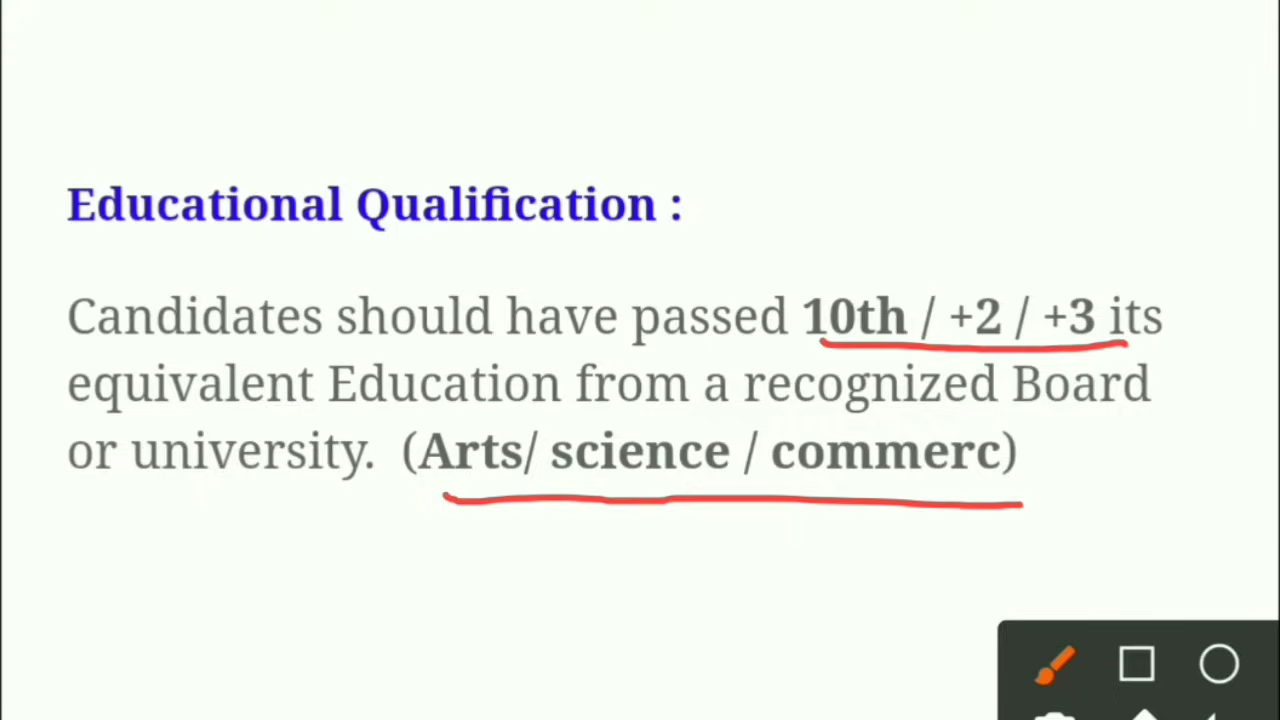 Educational Qualification :
Candidates should have passed 10th / +2 / +3 its
equivalent Education from a recognized Board
or university. (Arts/ science / commerc)